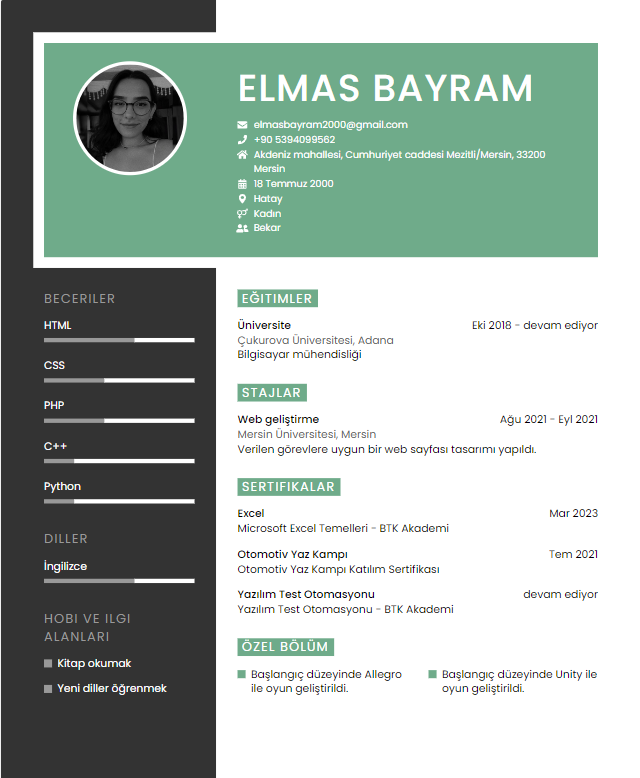 ELMAS BAYRAM
elmasbayram2000@gmail.com
+90 5394099562
Akdeniz mahallesi, Cumhuriyet caddesi Mezitli/Mersin, 33200
Mersin
18 Temmuz 2000
Hatay
Kadın
Bekar
BECERILER
HTML
CSS
PHP
C++
Python
DILLER
İngilizce
HOBI VE ILGI
ALANLARI
Kitap okumak
Yeni diller öğrenmek
EĞITIMLER
Üniversite Eki 2018 - devam ediyor
Çukurova Üniversitesi, Adana
Bilgisayar mühendisliği
STAJLAR
Web geliştirme Ağu 2021 - Eyl 2021
Mersin Üniversitesi, Mersin
Verilen görevlere uygun bir web sayfası tasarımı yapıldı.
SERTIFIKALAR
Excel Mar 2023
Microsoft Excel Temelleri - BTK Akademi
Otomotiv Yaz Kampı Tem 2021
Otomotiv Yaz Kampı Katılım Sertifikası
Yazılım Test Otomasyonu devam ediyor
Yazılım Test Otomasyonu - BTK Akademi
ÖZEL BÖLÜM
Başlangıç düzeyinde Allegro
ile oyun geliştirildi.
Başlangıç düzeyinde Unity ile
oyun geliştirildi.